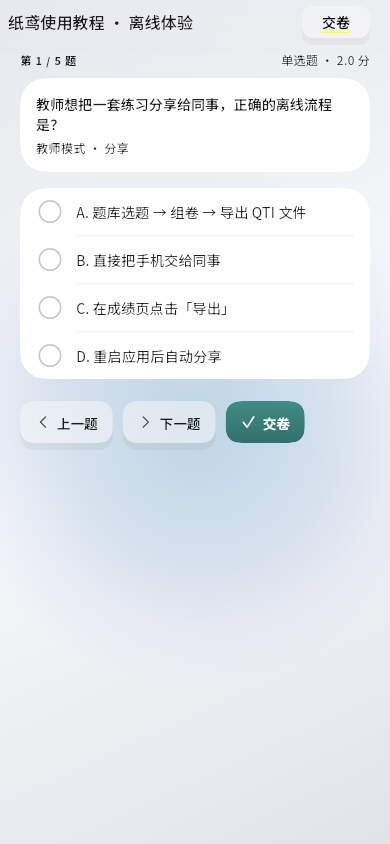 纸鸢使用教程 · 离线体验
交卷
第 1 / 5 题
单选题 · 2.0 分
教师想把一套练习分享给同事，正确的离线流程
是？
教师模式 · 分享
A. 题库选题 → 组卷 → 导出 QTI 文件
B. 直接把手机交给同事
C. 在成绩页点击「导出」
D. 重启应用后自动分享
上一题
下一题
交卷